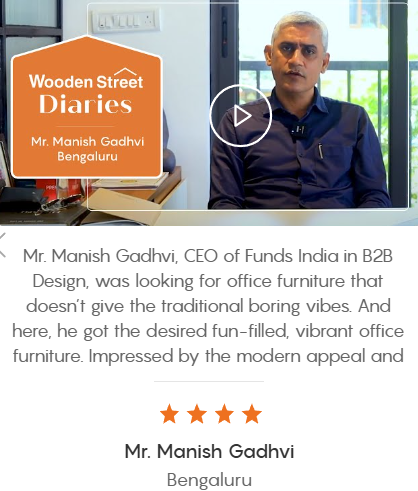 Wooden Street
Diaries
Mr. Manish Gadhvi
Bengaluru
Mr. Manish Gadhvi, CEO of Funds India in B2B
Design, was looking for office furniture that
doesn't give the traditional boring vibes. And
here, he got the desired fun-filled, vibrant office
furniture. Impressed by the modern appeal and
Mr. Manish Gadhvi
Bengaluru